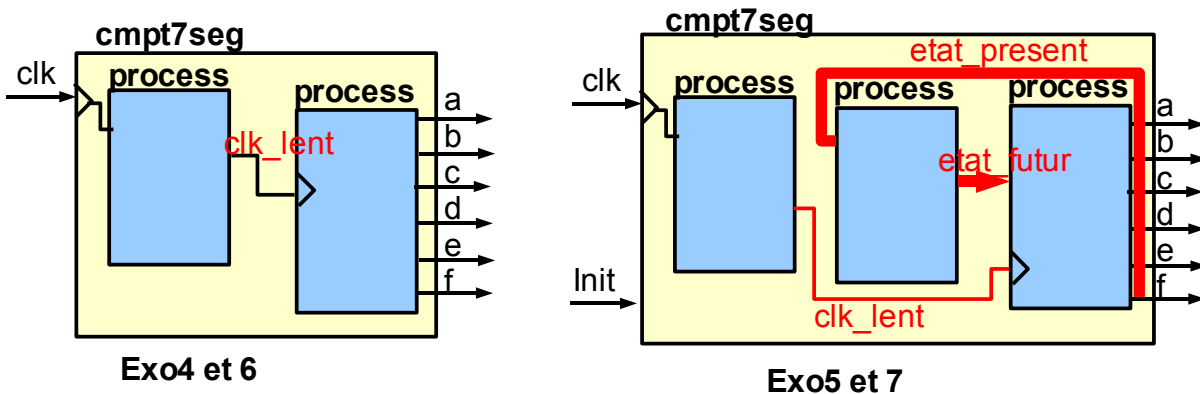 cmpt7seg
clk
process
process
clk_lent
a
b
c
d
e
f
Exo4 et 6
cmpt7seg
etat_present
clk
process
process
process
etat_futur
a
b
c
d
e
f
Init
clk_lent
Exo5 et 7